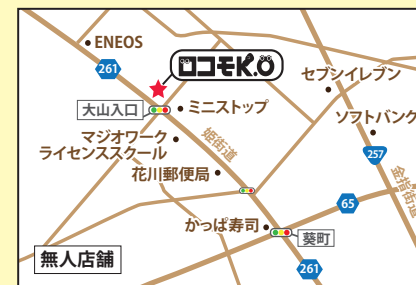 ENEOS
261
ロコモK.O
セブンイレブン
大山入口
ミニストップ
ソフトバンク
マジオワーク
ライセンススクール
姫街道
257
花川郵便局
金指街道
65
かっぱ寿司
葵町
無人店舗
261